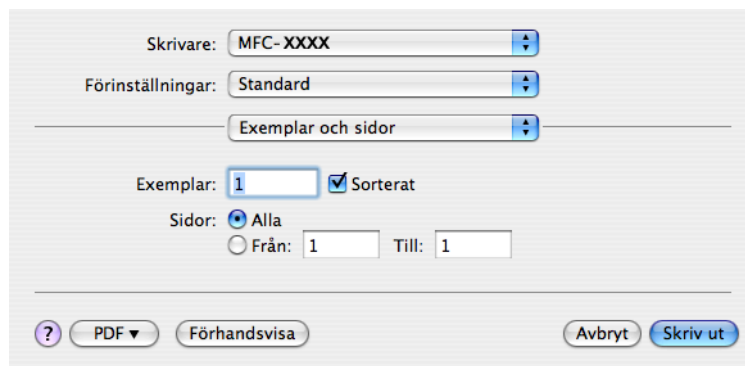 Skrivare: MFC-XXXX
Förinställningar: Standard
Exemplar och sidor
Exemplar: 1 Sorterat
Sidor: Alla
Från: 1 Till: 1
? PDF Förhandsvisa Avbryt Skriv ut